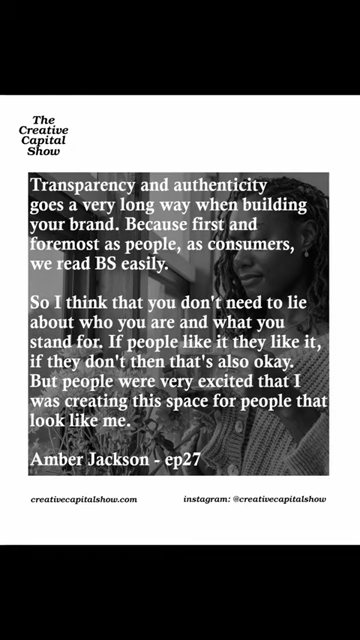 The
Creative
Capital
Show
Transparency and authenticity
goes a very long way when building
your brand. Because first and
foremost as people, as consumers,
we read BS easily.
So I think that you don't need to lie
about who you are and what you
stand for. If people like it they like it,
if they don't then that's also okay.
But people were very excited that I
was creating this space for people that
look like me.
Amber Jackson - ep27
creativecapitalshow.com
instagram: @creativecapitalshow